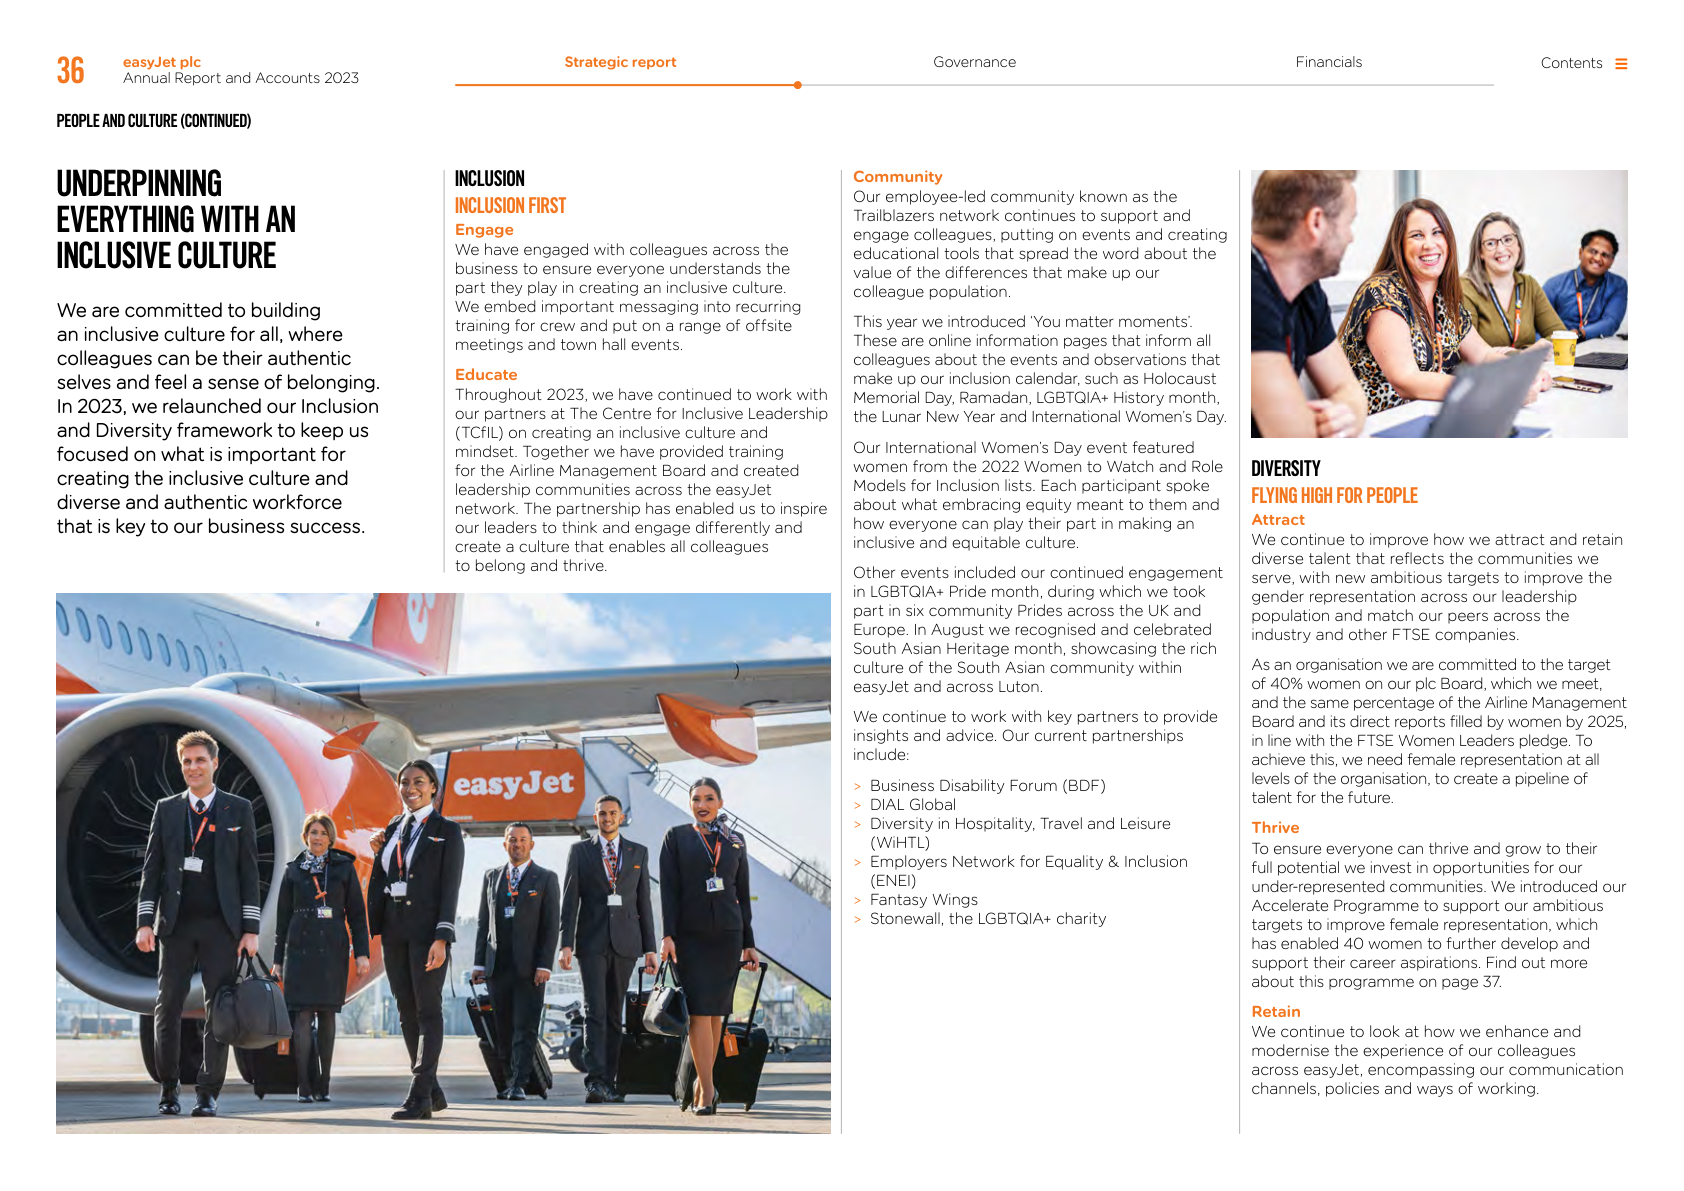 36
easyJet plc
Annual Report and Accounts 2023
Strategic report
Governance
Financials
Contents
PEOPLE AND CULTURE (CONTINUED)
UNDERPINNING
EVERYTHING WITH AN
INCLUSIVE CULTURE
We are committed to building
an inclusive culture for all, where
colleagues can be their authentic
selves and feel a sense of belonging.
In 2023, we relaunched our Inclusion
and Diversity framework to keep us
focused on what is important for
creating the inclusive culture and
diverse and authentic workforce
that is key to our business success.
INCLUSION
INCLUSION FIRST
Engage
We have engaged with colleagues across the
business to ensure everyone understands the
part they play in creating an inclusive culture.
We embed important messaging into recurring
training for crew and put on a range of offsite
meetings and town hall events.
Educate
Throughout 2023, we have continued to work with
our partners at The Centre for Inclusive Leadership
(TCfIL) on creating an inclusive culture and
mindset. Together we have provided training
for the Airline Management Board and created
leadership communities across the easyJet
network. The partnership has enabled us to inspire
our leaders to think and engage differently and
create a culture that enables all colleagues
to belong and thrive.
easyJet
Community
Our employee-led community known as the
Trailblazers network continues to support and
engage colleagues, putting on events and creating
educational tools that spread the word about the
value of the differences that make up our
colleague population.
This year we introduced 'You matter moments'.
These are online information pages that inform all
colleagues about the events and observations that
make up our inclusion calendar, such as Holocaust
Memorial Day, Ramadan, LGBTQIA+ History month,
the Lunar New Year and International Women's Day.
Our International Women's Day event featured
women from the 2022 Women to Watch and Role
Models for Inclusion lists. Each participant spoke
about what embracing equity meant to them and
how everyone can play their part in making an
inclusive and equitable culture.
Other events included our continued engagement
in LGBTQIA+ Pride month, during which we took
part in six community Prides across the UK and
Europe. In August we recognised and celebrated
South Asian Heritage month, showcasing the rich
culture of the South Asian community within
easyJet and across Luton.
We continue to work with key partners to provide
insights and advice. Our current partnerships
include:
> Business Disability Forum (BDF)
> DIAL Global
> Diversity in Hospitality, Travel and Leisure
(WiHTL)
> Employers Network for Equality & Inclusion
(ENEI)
> Fantasy Wings
> Stonewall, the LGBTQIA+ charity
DIVERSITY
FLYING HIGH FOR PEOPLE
Attract
We continue to improve how we attract and retain
diverse talent that reflects the communities we
serve, with new ambitious targets to improve the
gender representation across our leadership
population and match our peers across the
industry and other FTSE companies.
As an organisation we are committed to the target
of 40% women on our plc Board, which we meet,
and the same percentage of the Airline Management
Board and its direct reports filled by women by 2025,
in line with the FTSE Women Leaders pledge. To
achieve this, we need female representation at all
levels of the organisation, to create a pipeline of
talent for the future.
Thrive
To ensure everyone can thrive and grow to their
full potential we invest in opportunities for our
under-represented communities. We introduced our
Accelerate Programme to support our ambitious
targets to improve female representation, which
has enabled 40 women to further develop and
support their career aspirations. Find out more
about this programme on page 37.
Retain
We continue to look at how we enhance and
modernise the experience of our colleagues
across easyJet, encompassing our communication
channels, policies and ways of working.